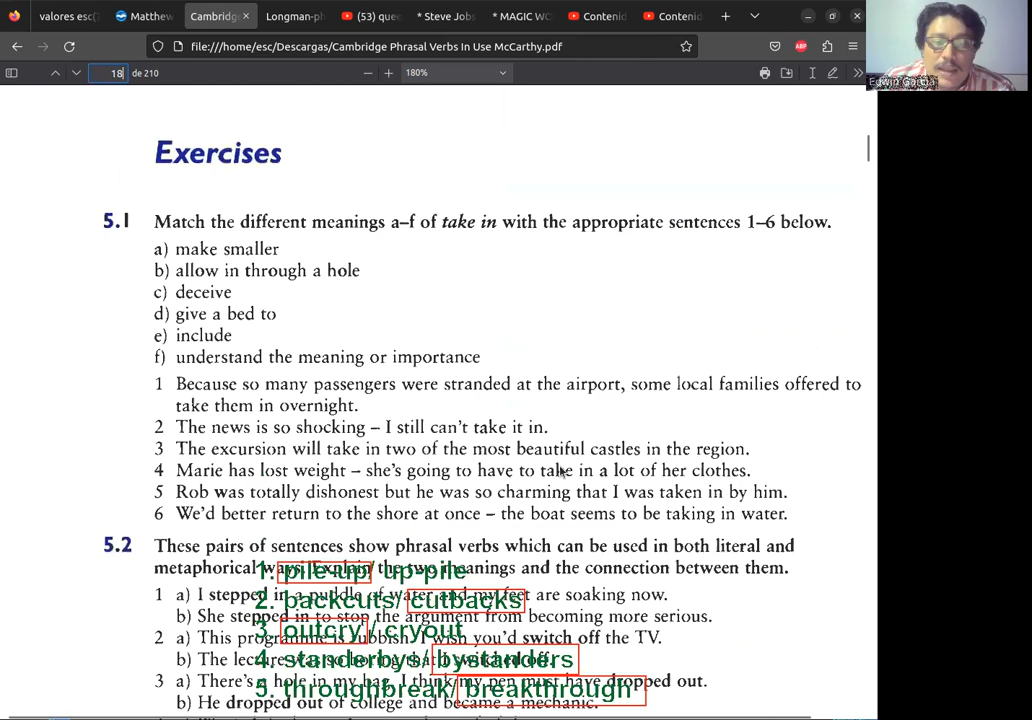 valores esc(
Matthew
Cambridg
Longman-ph
(53) que
* Steve Jobs
* MAGIC WO
Contenid
Contenid
file:///home/esc/Descargas/Cambridge Phrasal Verbs In Use McCarthy.pdf
ABP
18
de 210
180%
Edwin Garcia
Exercises
5.1 Match the different meanings a–f of take in with the appropriate sentences 1–6 below.
a) make smaller
b) allow in through a hole
c) deceive
d) give a bed to
e) include
f) understand the meaning or importance
1 Because so many passengers were stranded at the airport, some local families offered to
take them in overnight.
2 The news is so shocking – I still can't take it in.
3 The excursion will take in two of the most beautiful castles in the region.
4 Marie has lost weight – she's going to have to take in a lot of her clothes.
5 Rob was totally dishonest but he was so charming that I was taken in by him.
6 We'd better return to the shore at once – the boat seems to be taking in water.
5.2 These pairs of sentences show phrasal verbs which can be used in both literal and
metaphorical ways. Explain the two meanings and the connection between them.
1. pile-up/ up-pile
1 a) I stepped in a puddle of water and my feet are soaking now.
2. backcuts/ cutbacks
b) She stepped in to stop the argument from becoming more serious.
3. outcry / cryout
2 a) This programme is rubbish. I wish you'd switch off the TV.
b) The lecture was so boring that I switched off.
4. standerbys/ bystanders
3 a) There's a hole in my bag. I think my pen must have dropped out.
5. throughbreak/ breakthrough
b) He dropped out of college and became a mechanic.